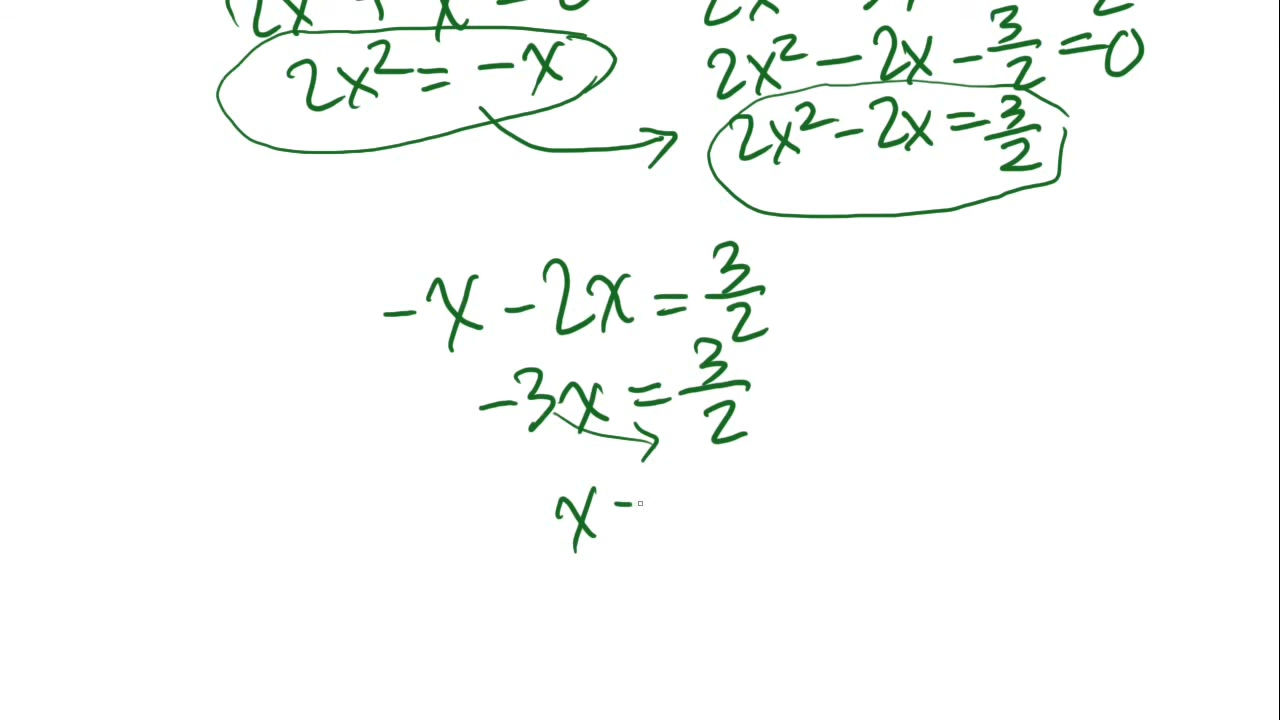 2x² = -x
2x² - 2x - 3/2 = 0
2x² - 2x = 3/2
-x - 2x = 3/2
-3x = 3/2
x -